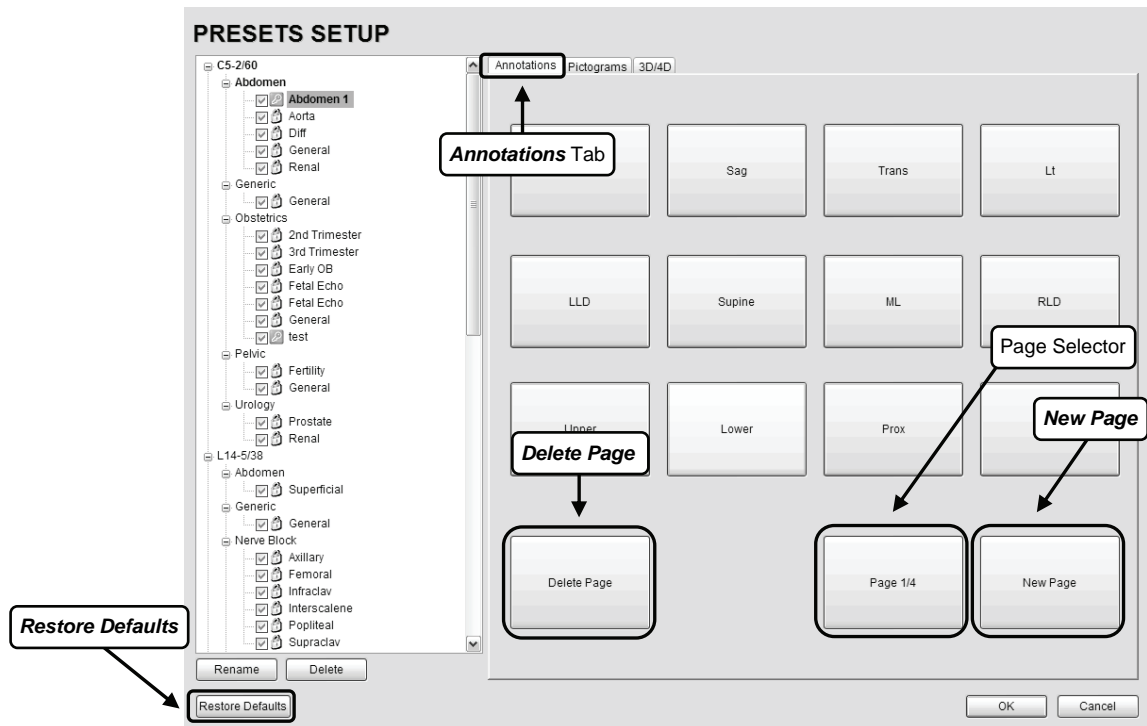 PRESETS SETUP
C5-2/60
Abdomen
Abdomen 1
Aorta
Diff
General
Renal
Generic
General
Obstetrics
2nd Trimester
3rd Trimester
Early OB
Fetal Echo
Fetal Echo
General
test
Pelvic
Fertility
General
Urology
Prostate
Renal
L14-5/38
Abdomen
Superficial
Generic
General
Nerve Block
Axillary
Femoral
Infraclav
Interscalene
Popliteal
Supraclav
Rename Delete
Restore Defaults
Restore Defaults
Annotations Pictograms 3D/4D
Annotations Tab
Sag Trans Lt
LLD Supine ML RLD
Page Selector
New Page
Upper Lower Prox
Delete Page
Delete Page Page 1/4 New Page
OK Cancel